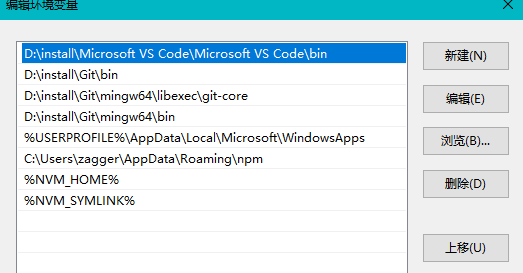 编辑环境变量
D:\install\Microsoft VS Code\Microsoft VS Code\bin
新建(N)
D:\install\Git\bin
D:\install\Git\mingw64\libexec\git-core
编辑(E)
D:\install\Git\mingw64\bin
%USERPROFILE%\AppData\Local\Microsoft\WindowsApps
浏览(B)...
C:\Users\zagger\AppData\Roaming\npm
%NVM_HOME%
删除(D)
%NVM_SYMLINK%
上移(U)